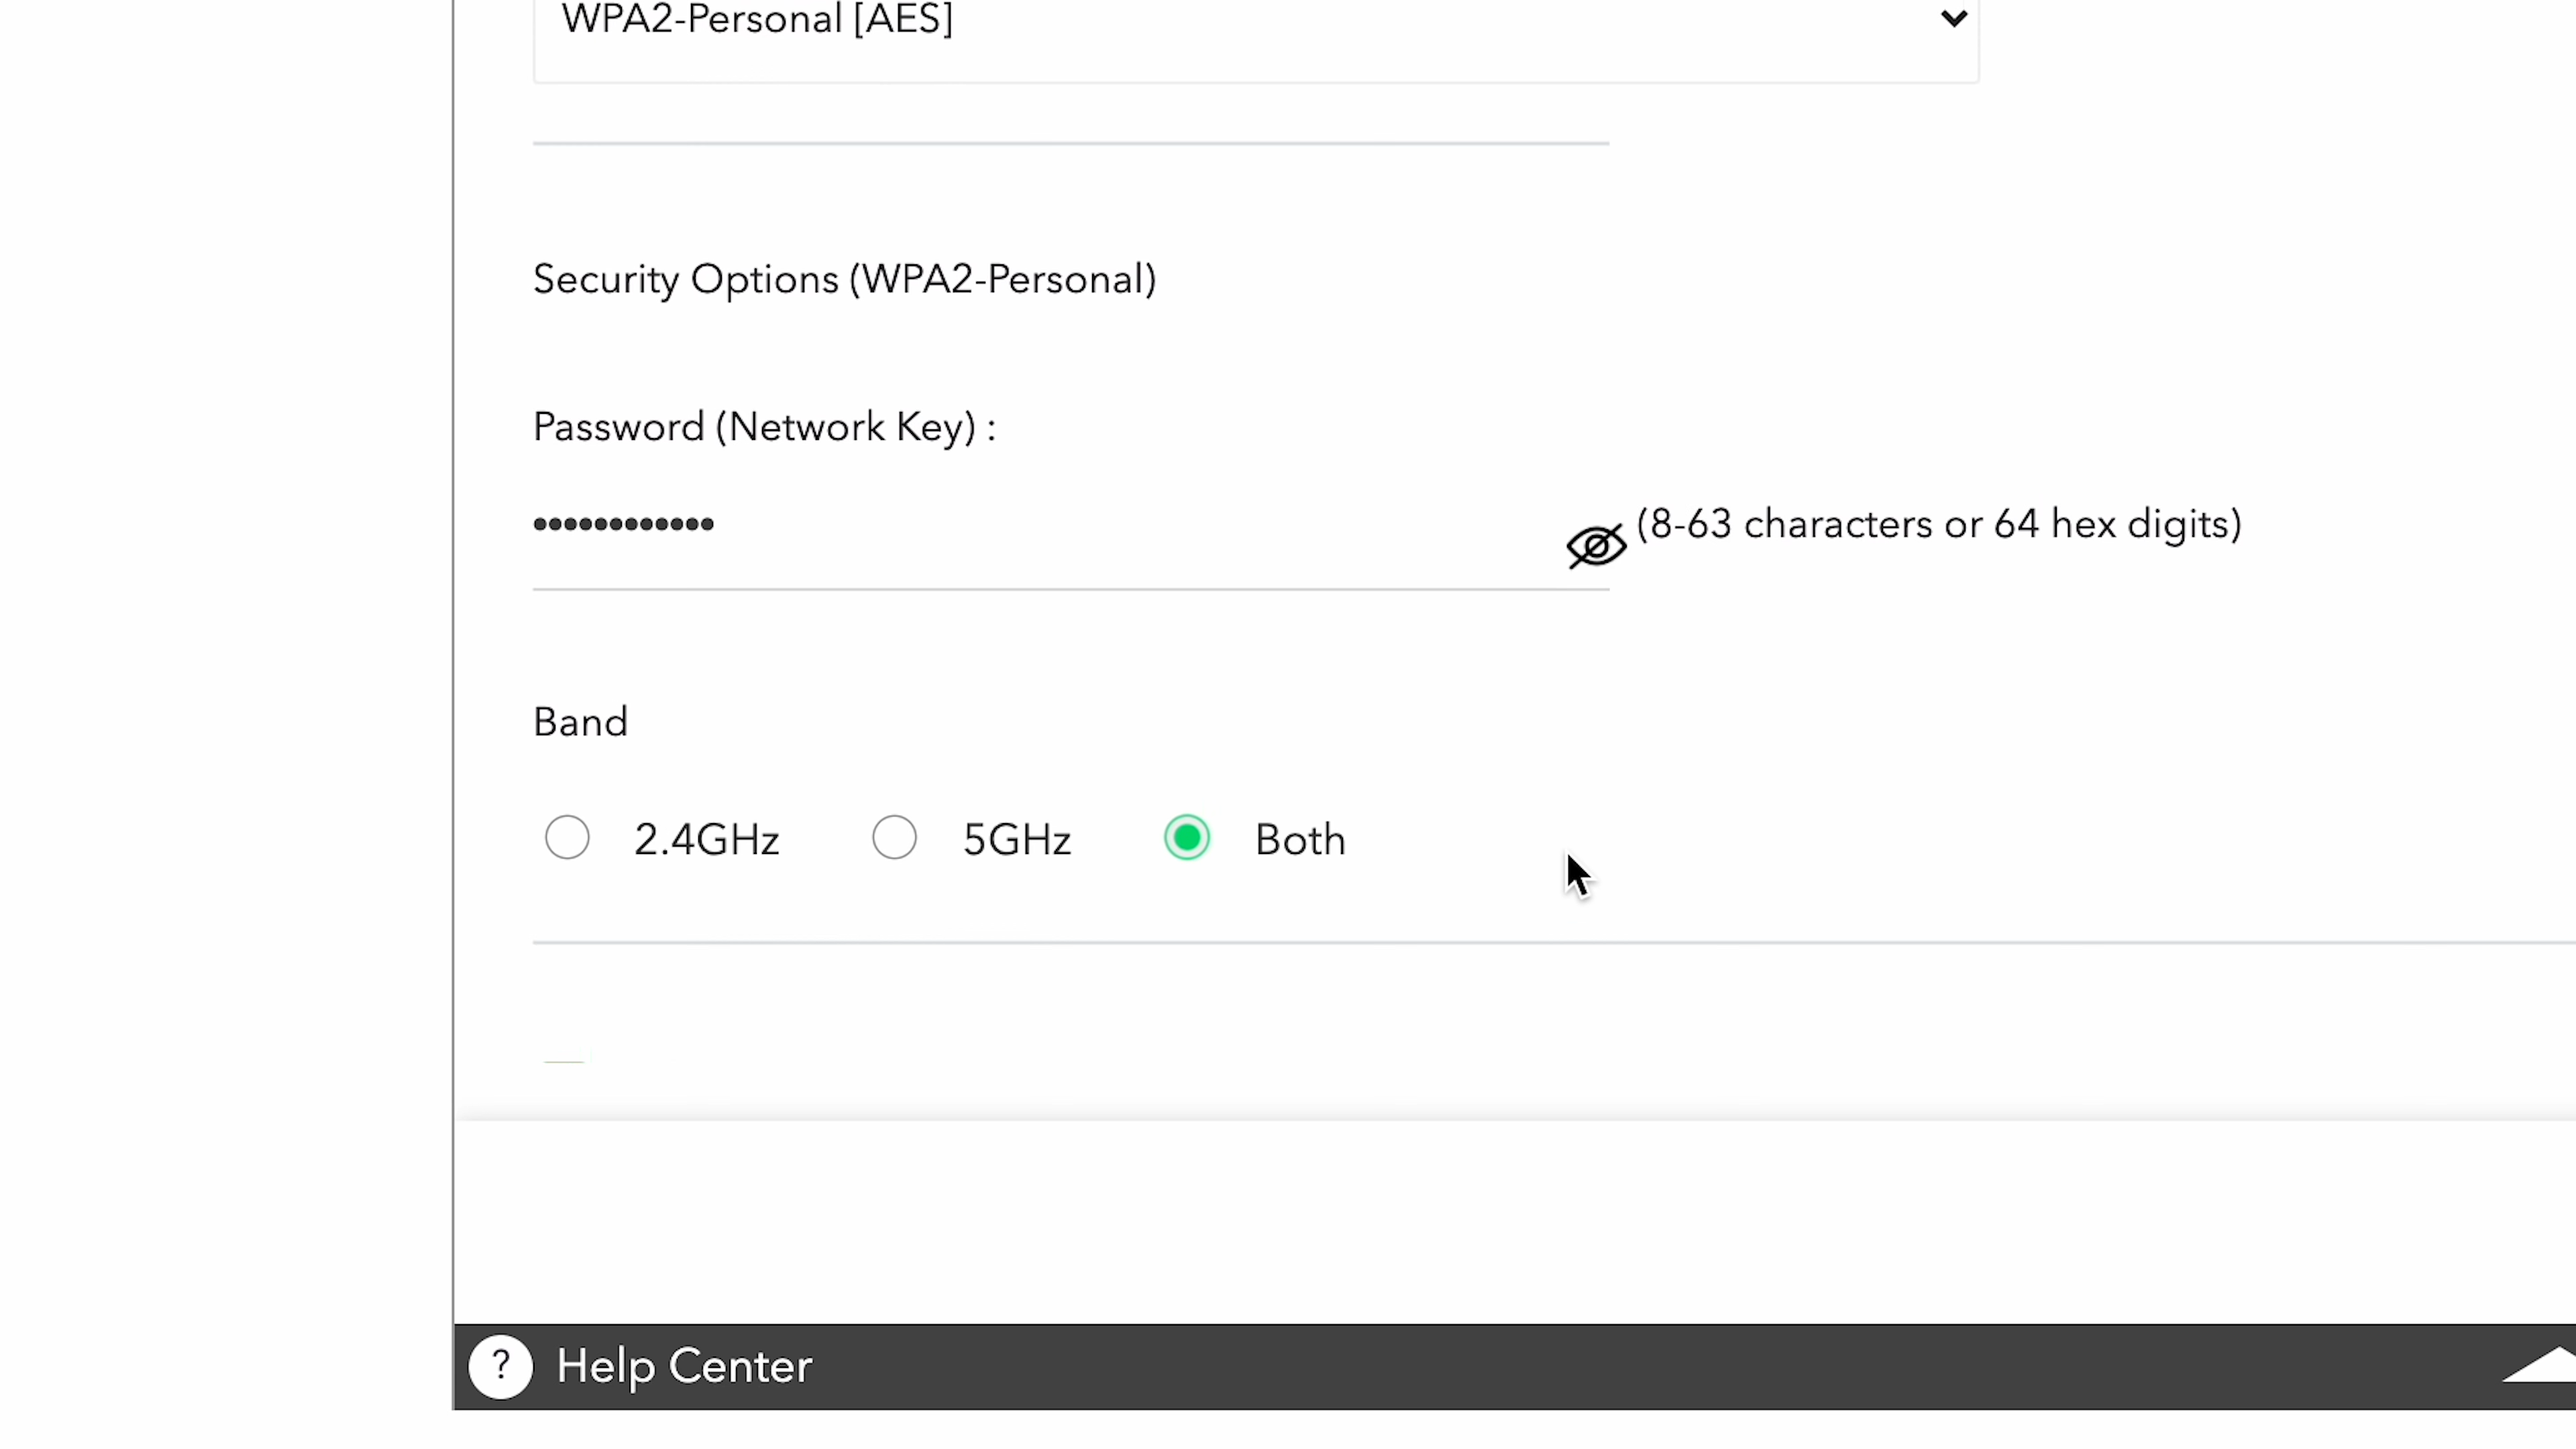 WPA2-Personal [AES]
Security Options (WPA2-Personal)
Password (Network Key) :
•••••••••••• (8-63 characters or 64 hex digits)
Band
2.4GHz 5GHz Both
? Help Center